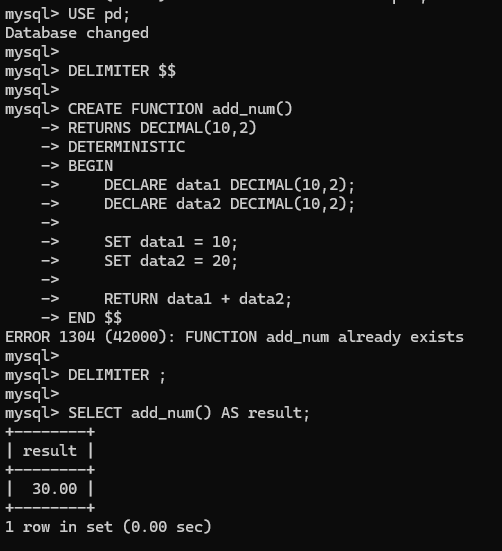 mysql> USE pd;
Database changed
mysql>
mysql> DELIMITER $$
mysql>
mysql> CREATE FUNCTION add_num()
    -> RETURNS DECIMAL(10,2)
    -> DETERMINISTIC
    -> BEGIN
    ->     DECLARE data1 DECIMAL(10,2);
    ->     DECLARE data2 DECIMAL(10,2);
    ->
    ->     SET data1 = 10;
    ->     SET data2 = 20;
    ->
    ->     RETURN data1 + data2;
    -> END $$
ERROR 1304 (42000): FUNCTION add_num already exists
mysql>
mysql> DELIMITER ;
mysql>
mysql> SELECT add_num() AS result;
+--------+
| result |
+--------+
|  30.00 |
+--------+
1 row in set (0.00 sec)